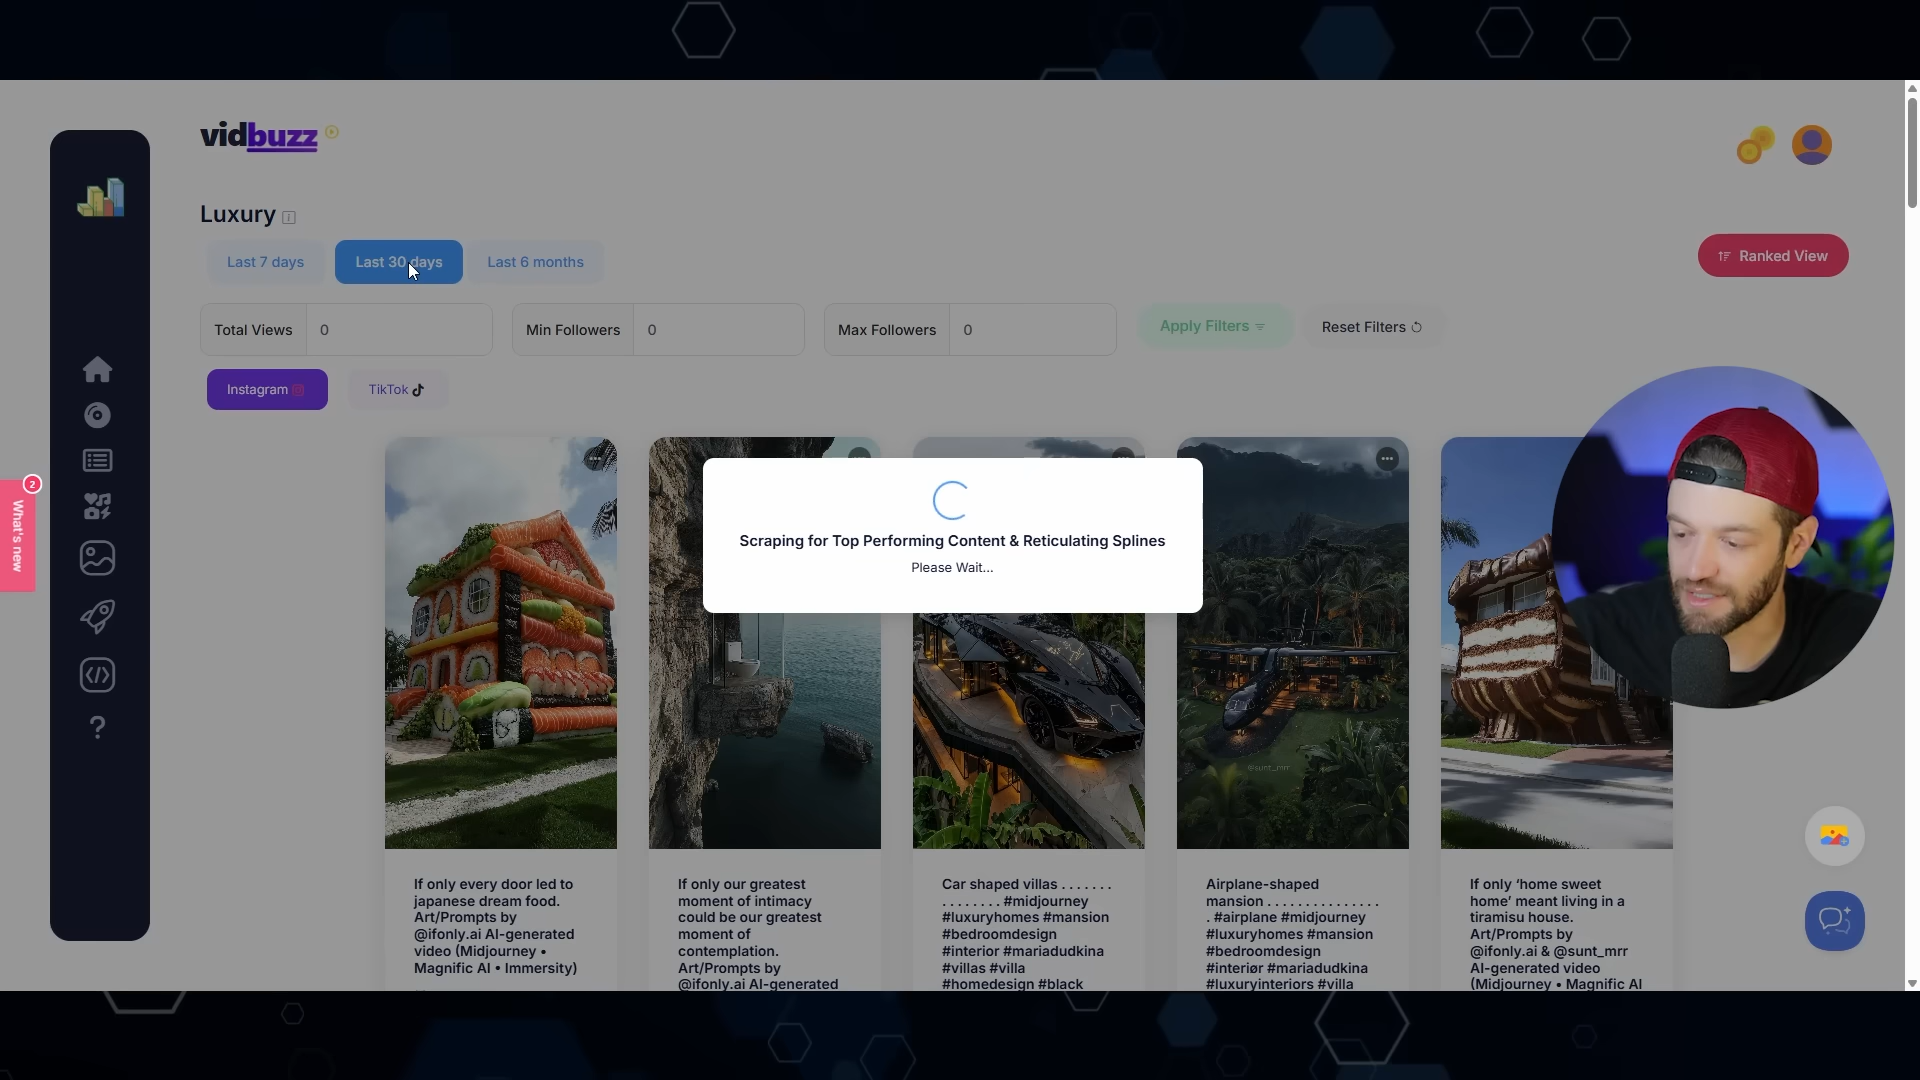 vidbuzz
Luxury
Last 7 days
Last 30 days
Last 6 months
Ranked View
Total Views
0
Min Followers
0
Max Followers
0
Apply Filters
Reset Filters
Instagram
TikTok
2
What's new
Scraping for Top Performing Content & Reticulating Splines
Please Wait...
@sunt_mrr
If only every door led to
japanese dream food.
Art/Prompts by
@ifonly.ai AI-generated
video (Midjourney •
Magnific AI • Immersity)
If only our greatest
moment of intimacy
could be our greatest
moment of
contemplation.
Art/Prompts by
@ifonly.ai AI-generated
Car shaped villas . . . . . . .
. . . . . . . . #midjourney
#luxuryhomes #mansion
#bedroomdesign
#interior #mariadudkina
#villas #villa
#homedesign #black
Airplane-shaped
mansion . . . . . . . . . . . . . . .
. #airplane #midjourney
#luxuryhomes #mansion
#bedroomdesign
#interiør #mariadudkina
#luxuryinteriors #villa
If only ‘home sweet
home’ meant living in a
tiramisu house.
Art/Prompts by
@ifonly.ai & @sunt_mrr
AI-generated video
(Midjourney • Magnific AI